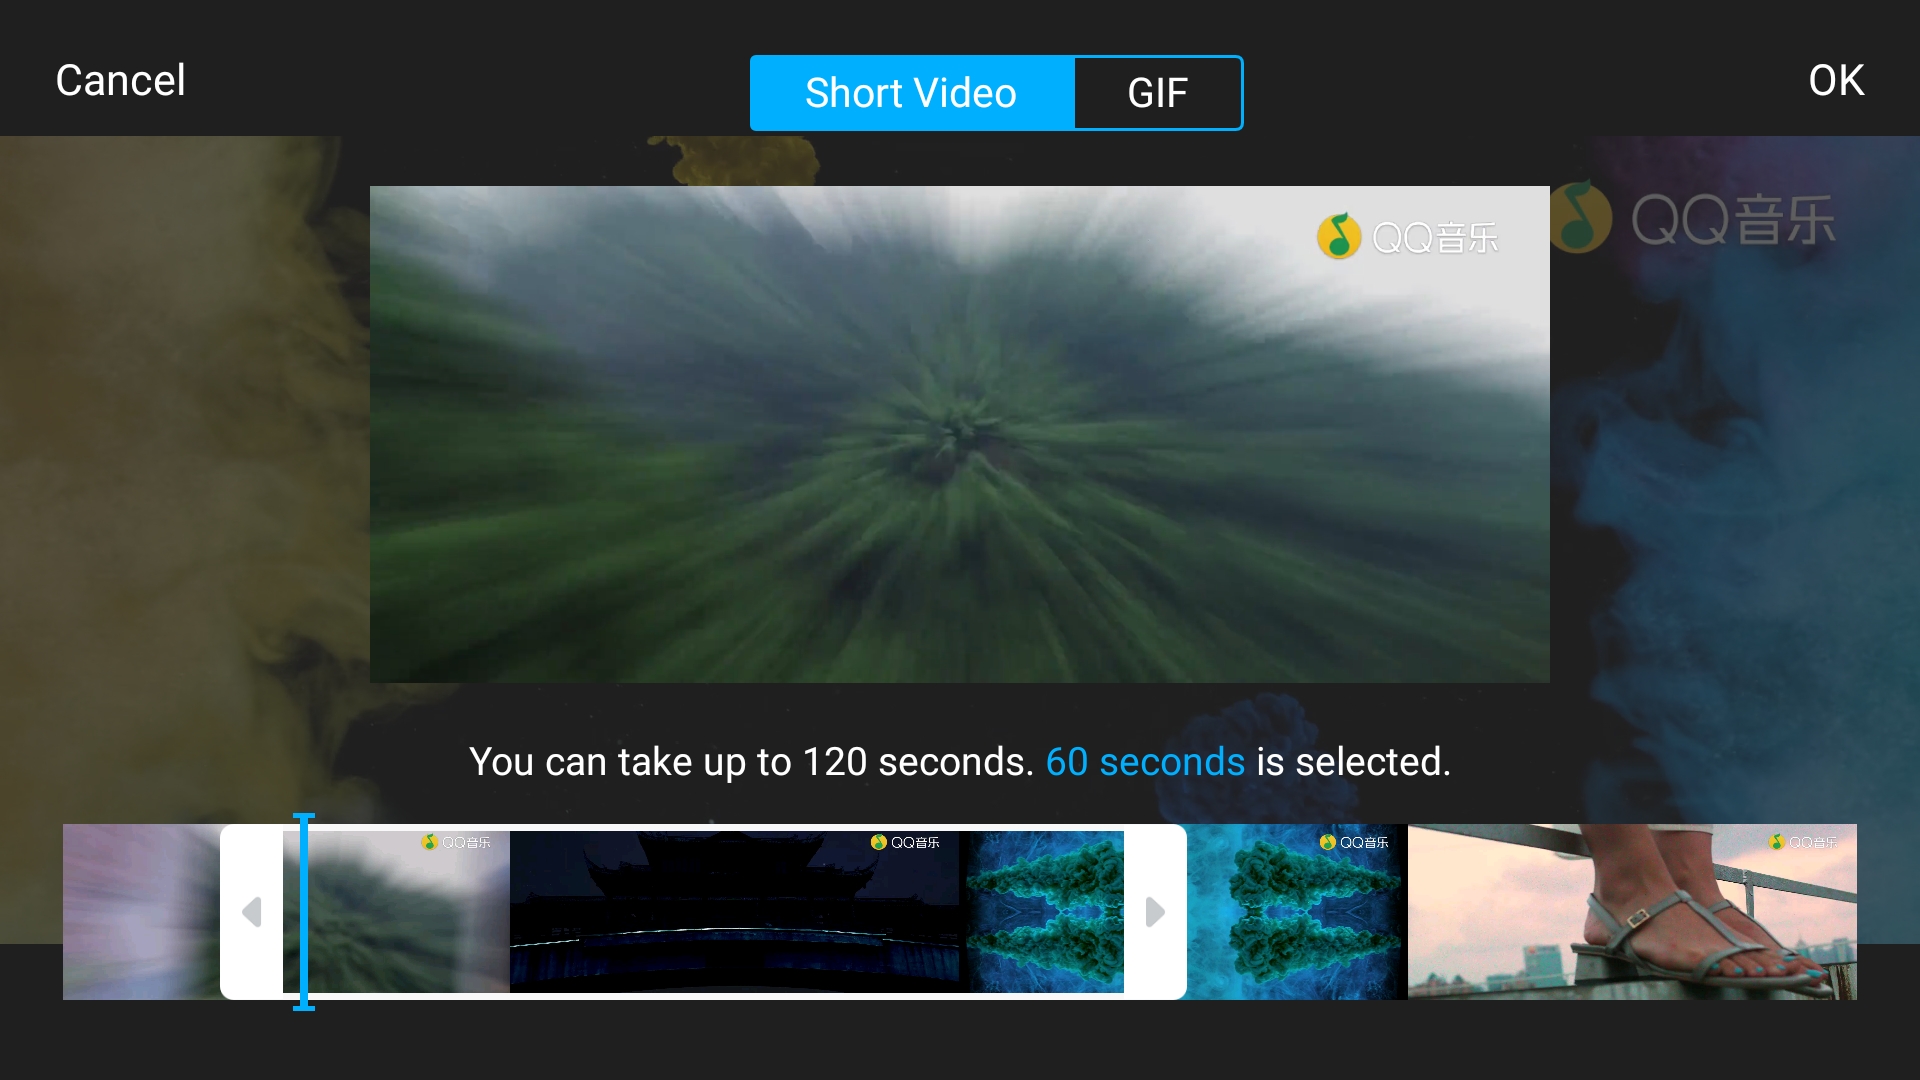 Cancel
Short Video
GIF
OK
QQ音乐
QQ音乐
You can take up to 120 seconds. 60 seconds is selected.
QQ音乐
QQ音乐
QQ音乐
QQ音乐